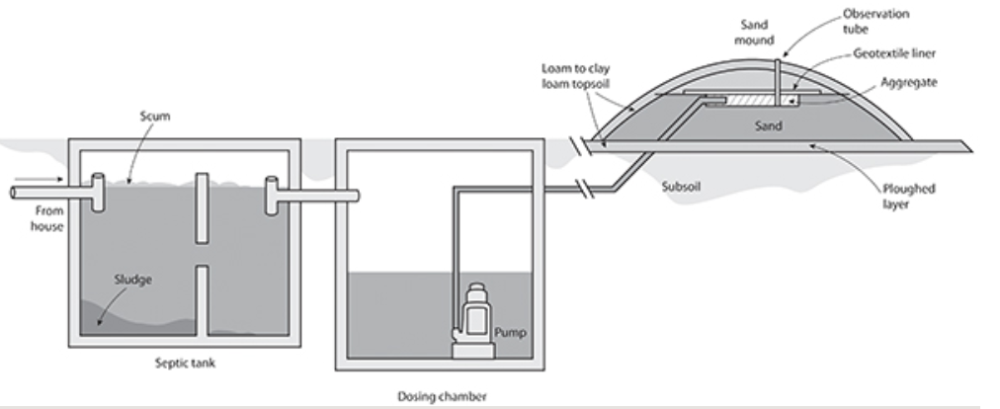 Observation
tube
Sand
mound
Geotextile liner
Loam to clay
loam topsoil
Aggregate
Scum
Sand
From
house
Subsoil
Ploughed
layer
Sludge
Pump
Septic tank
Dosing chamber